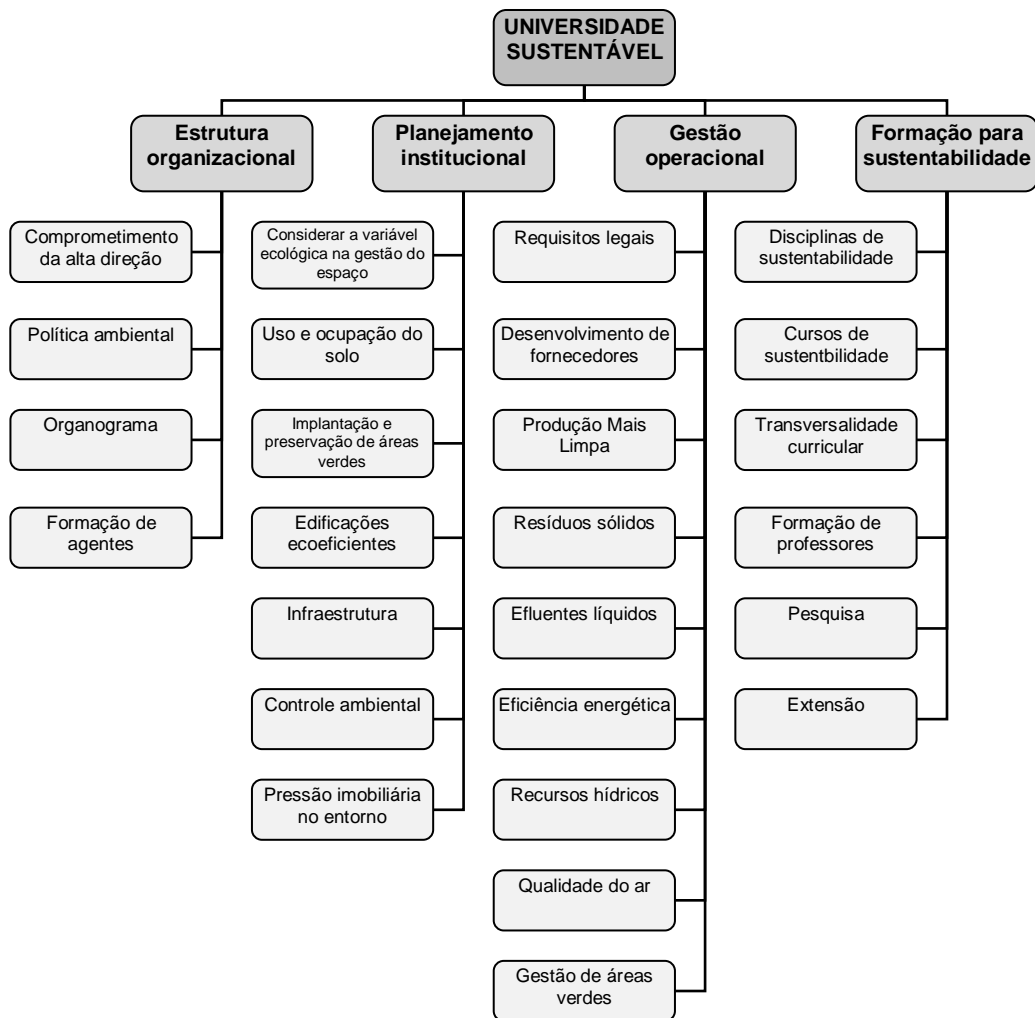 UNIVERSIDADE
SUSTENTÁVEL
Estrutura
organizacional
Planejamento
institucional
Gestão
operacional
Formação para
sustentabilidade
Comprometimento
da alta direção
Política ambiental
Organograma
Formação de
agentes
Considerar a variável
ecológica na gestão do
espaço
Uso e ocupação do
solo
Implantação e
preservação de áreas
verdes
Edificações
ecoeficientes
Infraestrutura
Controle ambiental
Pressão imobiliária
no entorno
Requisitos legais
Desenvolvimento de
fornecedores
Produção Mais
Limpa
Resíduos sólidos
Efluentes líquidos
Eficiência energética
Recursos hídricos
Qualidade do ar
Gestão de áreas
verdes
Disciplinas de
sustentabilidade
Cursos de
sustentbilidade
Transversalidade
curricular
Formação de
professores
Pesquisa
Extensão